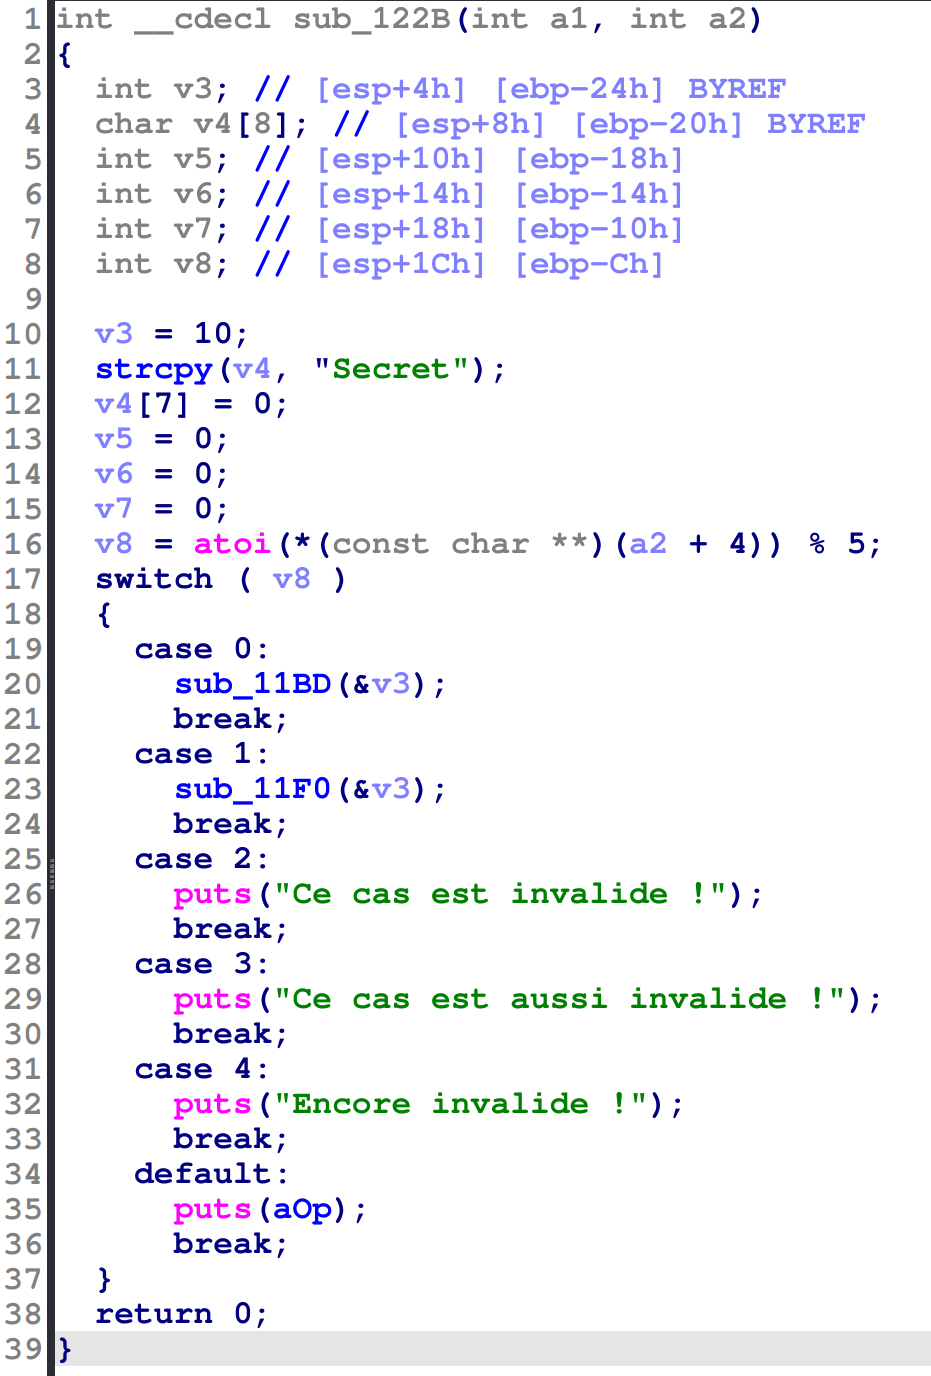 1 int __cdecl sub_122B(int a1, int a2)
2 {
3   int v3; // [esp+4h] [ebp-24h] BYREF
4   char v4[8]; // [esp+8h] [ebp-20h] BYREF
5   int v5; // [esp+10h] [ebp-18h]
6   int v6; // [esp+14h] [ebp-14h]
7   int v7; // [esp+18h] [ebp-10h]
8   int v8; // [esp+1Ch] [ebp-Ch]
9
10   v3 = 10;
11   strcpy(v4, "Secret");
12   v4[7] = 0;
13   v5 = 0;
14   v6 = 0;
15   v7 = 0;
16   v8 = atoi(*(const char **)(a2 + 4)) % 5;
17   switch ( v8 )
18   {
19     case 0:
20       sub_11BD(&v3);
21       break;
22     case 1:
23       sub_11F0(&v3);
24       break;
25     case 2:
26       puts("Ce cas est invalide !");
27       break;
28     case 3:
29       puts("Ce cas est aussi invalide !");
30       break;
31     case 4:
32       puts("Encore invalide !");
33       break;
34     default:
35       puts(aOp);
36       break;
37   }
38   return 0;
39 }